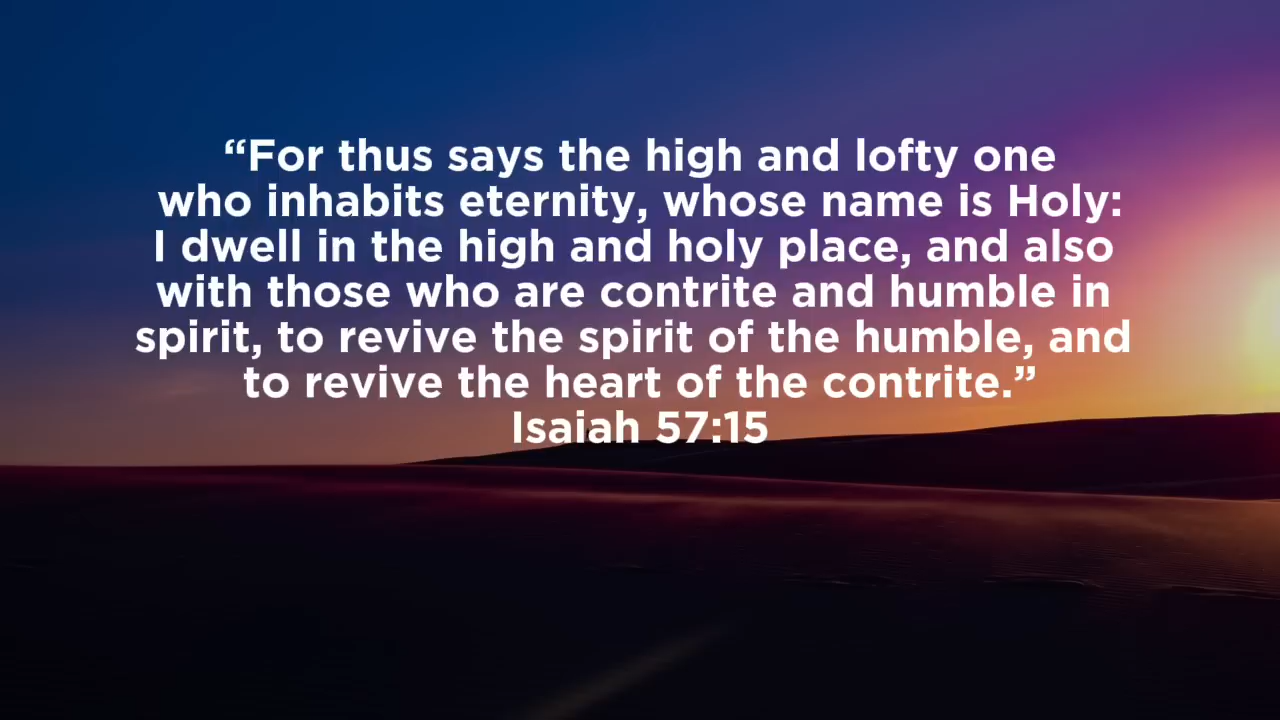 “For thus says the high and lofty one
who inhabits eternity, whose name is Holy:
I dwell in the high and holy place, and also
with those who are contrite and humble in
spirit, to revive the spirit of the humble, and
to revive the heart of the contrite.”
Isaiah 57:15